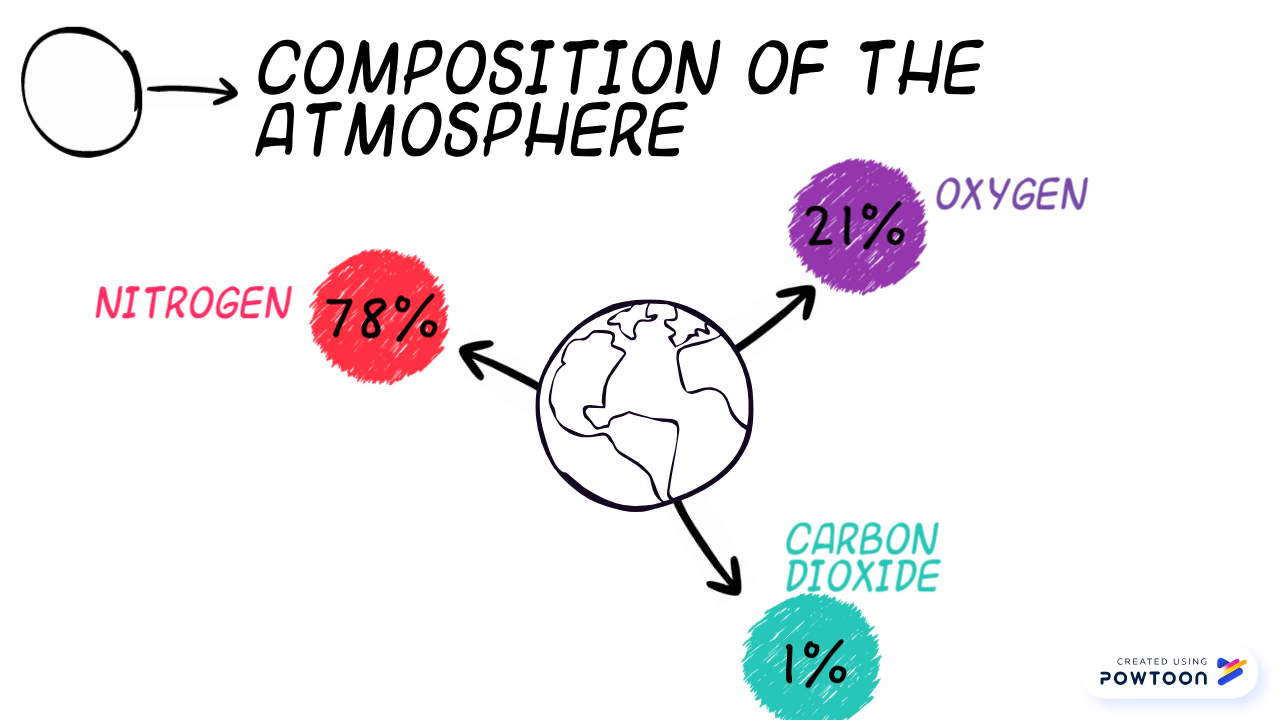 COMPOSITION OF THE
ATMOSPHERE
21%
OXYGEN
NITROGEN
78%
CARBON
DIOXIDE
1%
CREATED USING
POWTOON